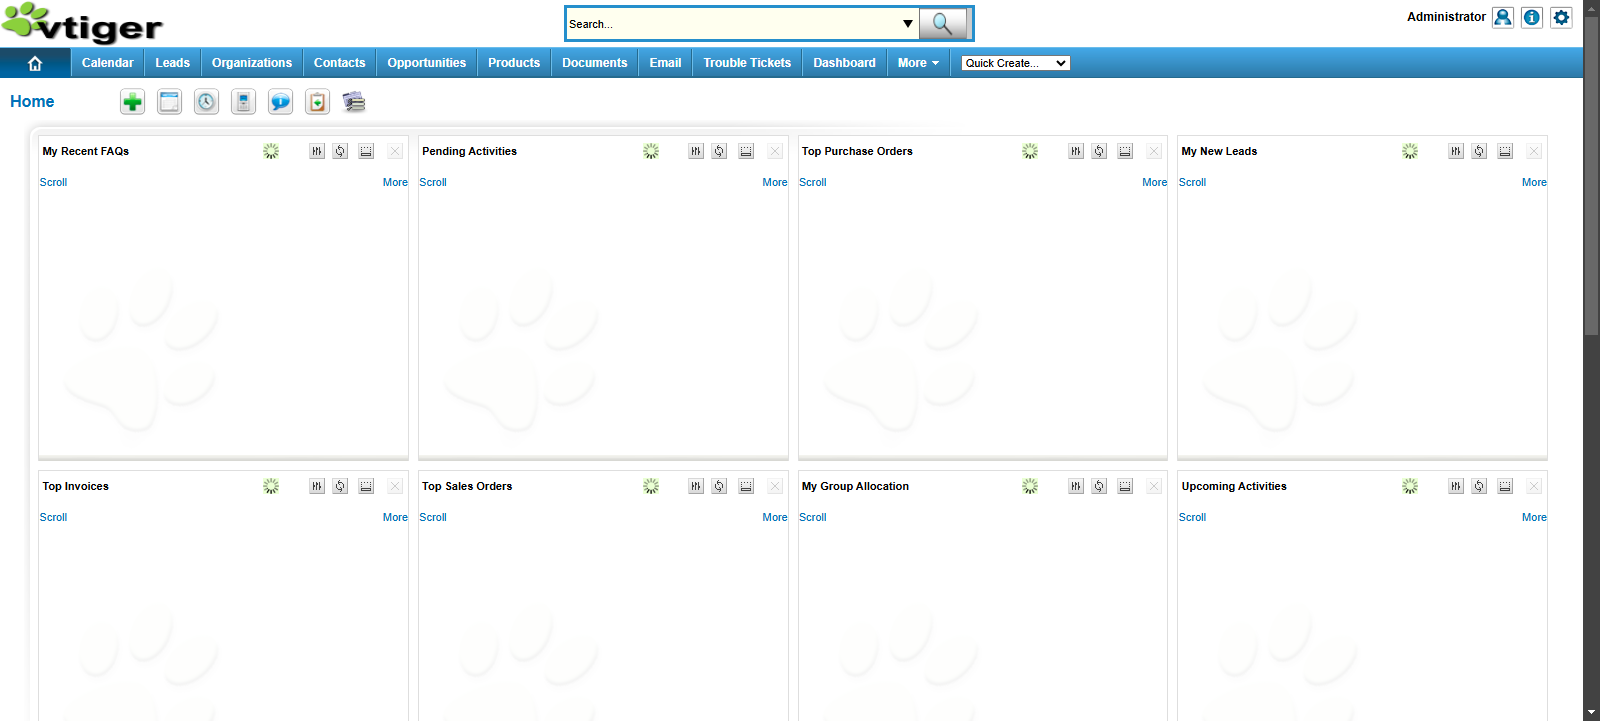 vtiger
Search...
Administrator
Calendar Leads Organizations Contacts Opportunities Products Documents Email Trouble Tickets Dashboard More Quick Create...
Home
My Recent FAQs Pending Activities Top Purchase Orders My New Leads
Scroll More Scroll More Scroll More Scroll More
Top Invoices Top Sales Orders My Group Allocation Upcoming Activities
Scroll More Scroll More Scroll Scroll More